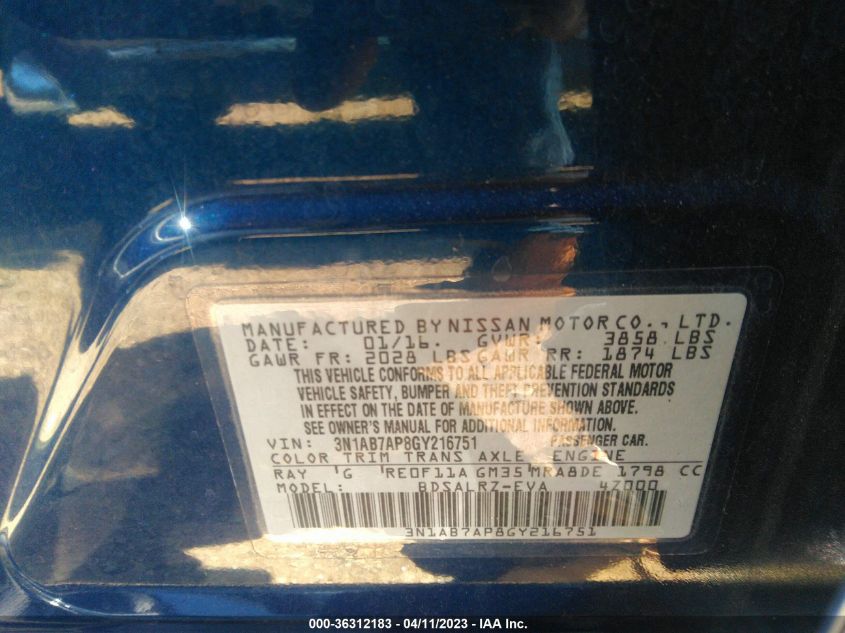 MANUFACTURED BY NISSAN MOTOR CO., LTD.
DATE: 01/16. GVWR: 3858 LBS
GAWR FR: 2028 LBS GAWR RR: 1874 LBS
THIS VEHICLE CONFORMS TO ALL APPLICABLE FEDERAL MOTOR
VEHICLE SAFETY, BUMPER AND THEFT PREVENTION STANDARDS
IN EFFECT ON THE DATE OF MANUFACTURE SHOWN ABOVE.
SEE OWNER'S MANUAL FOR ADDITIONAL INFORMATION.
VIN: 3N1AB7AP8GY216751 PASSENGER CAR.
COLOR TRIM TRANS AXLE ENGINE
RAY G RE0F11A GM35 MRA8DE 1798 CC
MODEL: BDSALRZ-EVA 47000
3N1AB7AP8GY216751
000-36312183 - 04/11/2023 - IAA Inc.